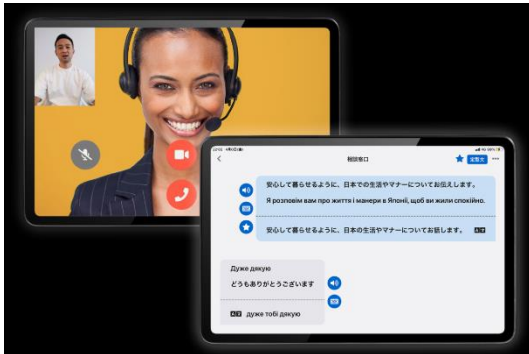 相談窓口
定型文
安心して暮らせるように、日本での生活やマナーについてお伝えします。
Я розповім вам про життя і манери в Японії, щоб ви жили спокійно.
安心して暮らせるように、日本の生活やマナーについてお話します。
Дуже дякую
どうもありがとうございます
дуже тобі дякую